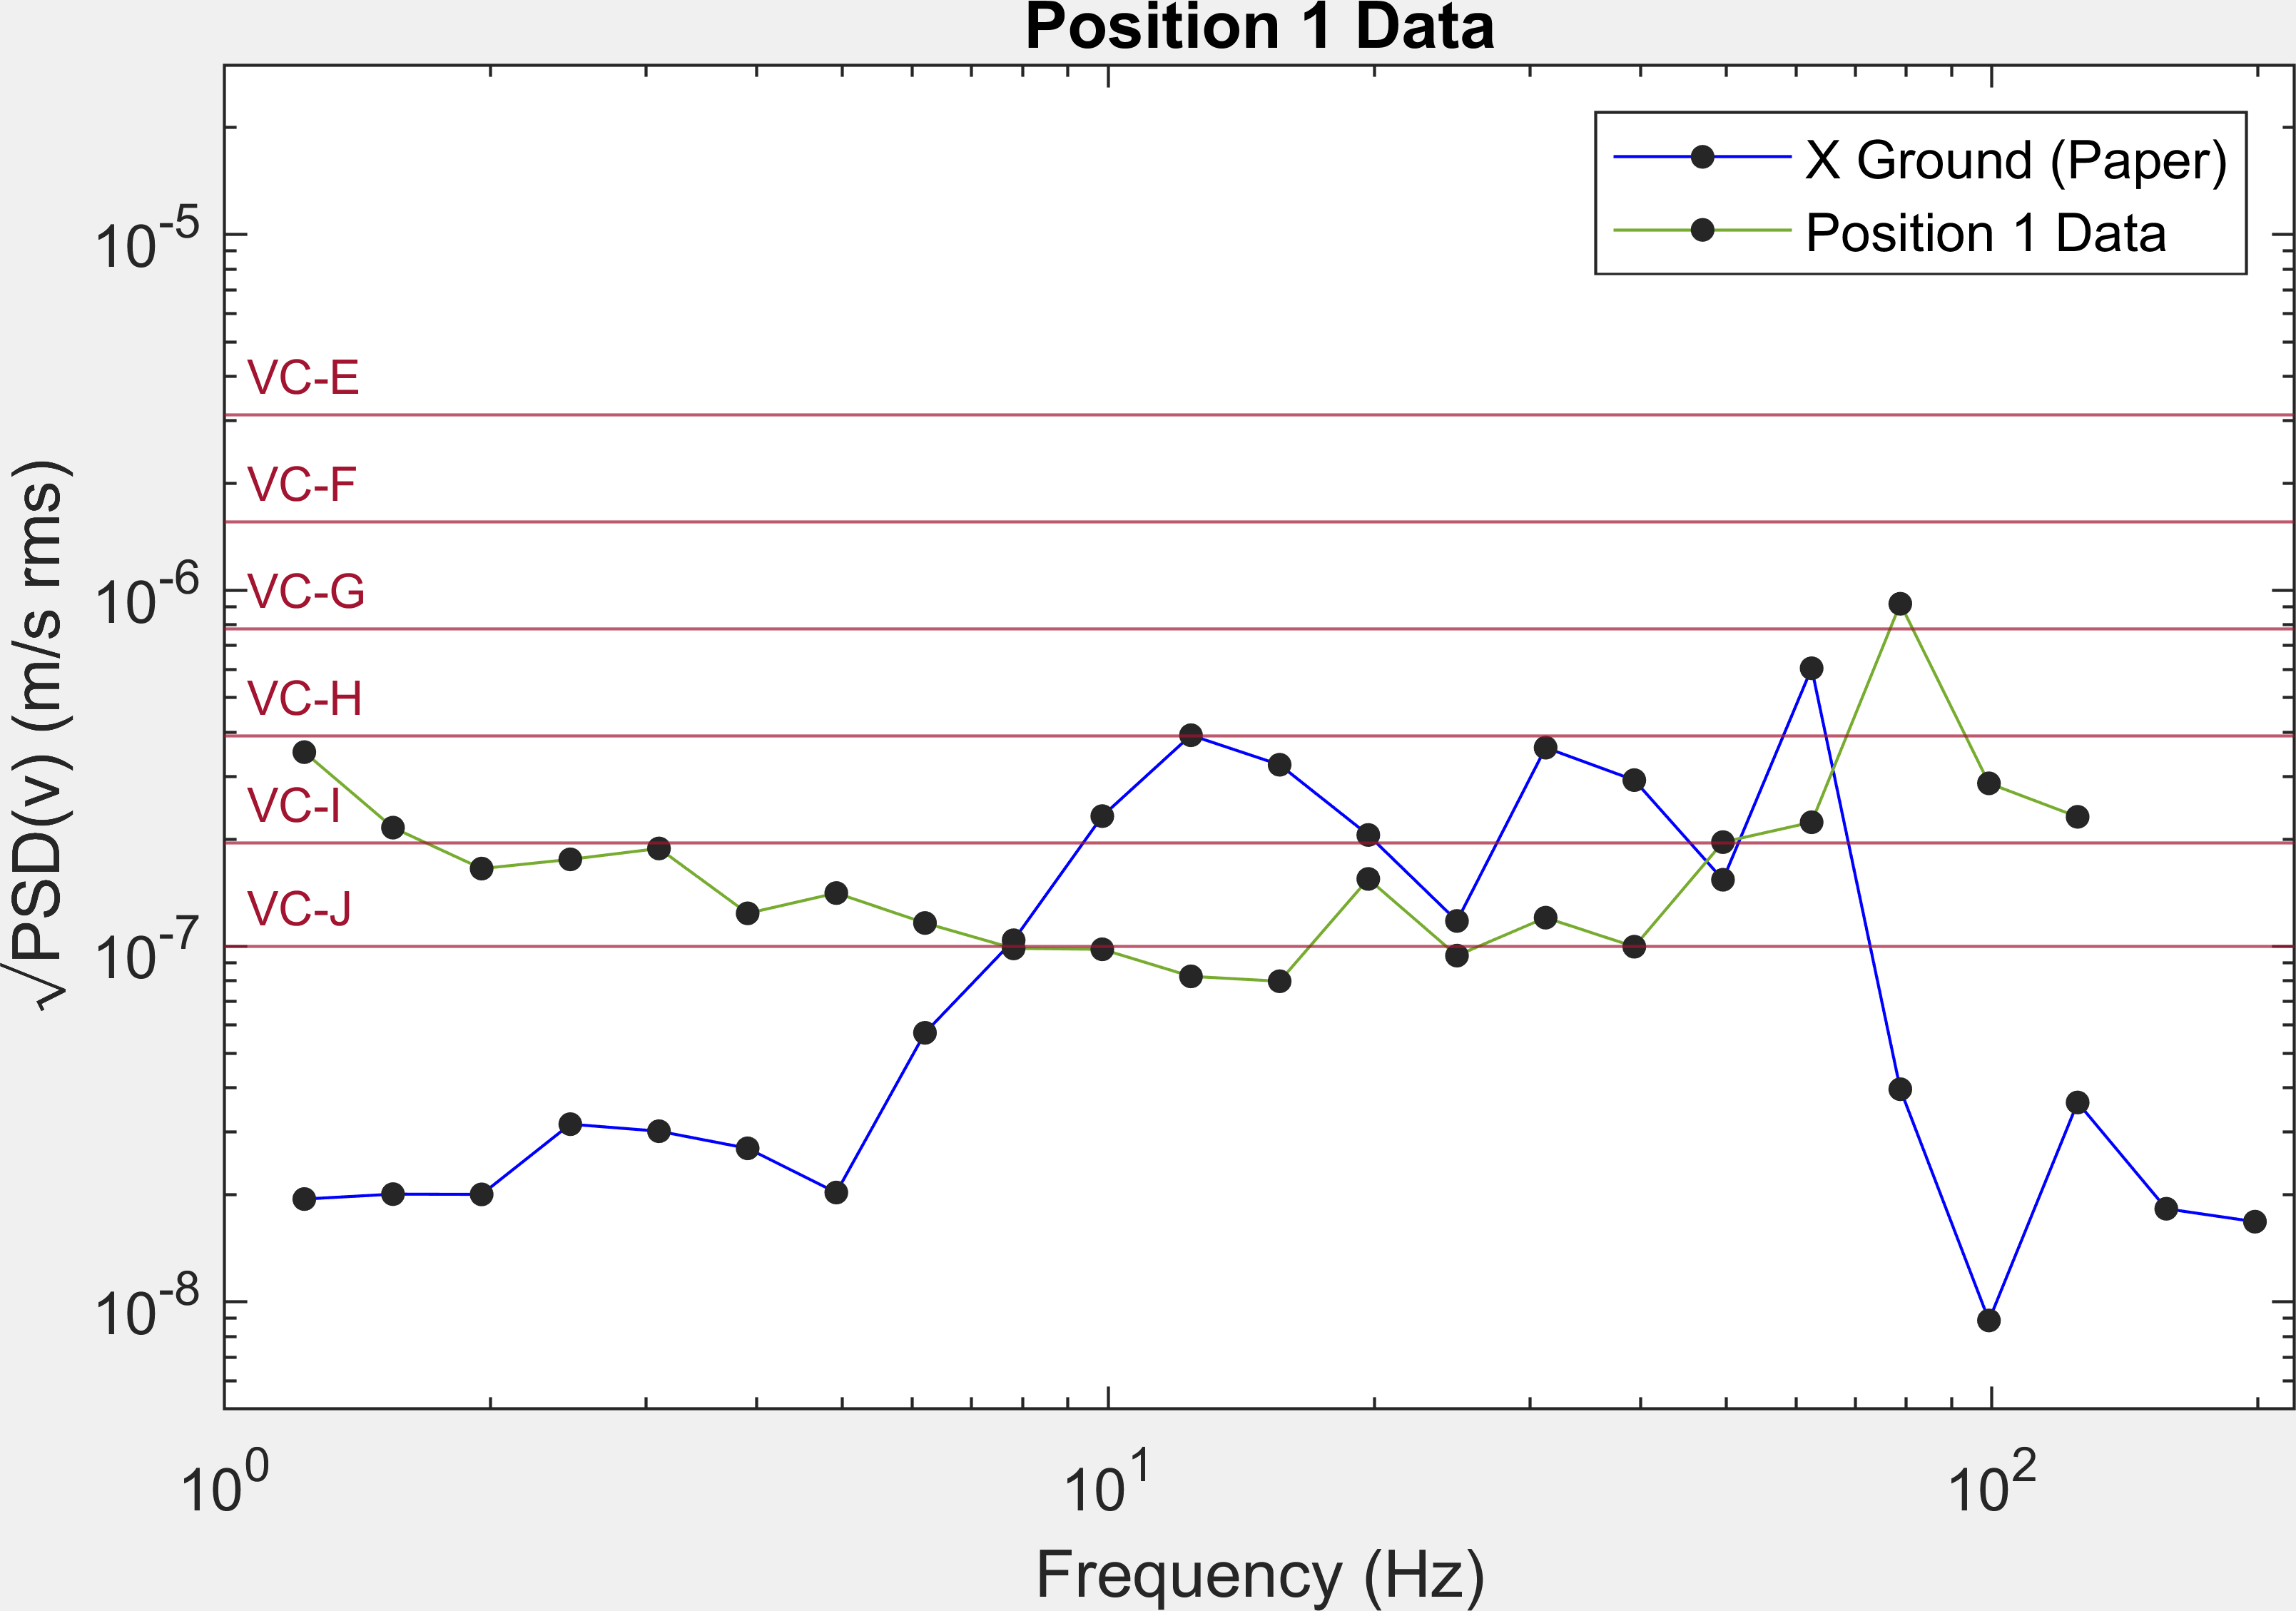 Position 1 Data
X Ground (Paper)
Position 1 Data
10^-5
VC-E
VC-F
10^-6
VC-G
VC-H
VC-I
VC-J
10^-7
10^-8
√PSD(v) (m/s rms)
10^0
10^1
10^2
Frequency (Hz)